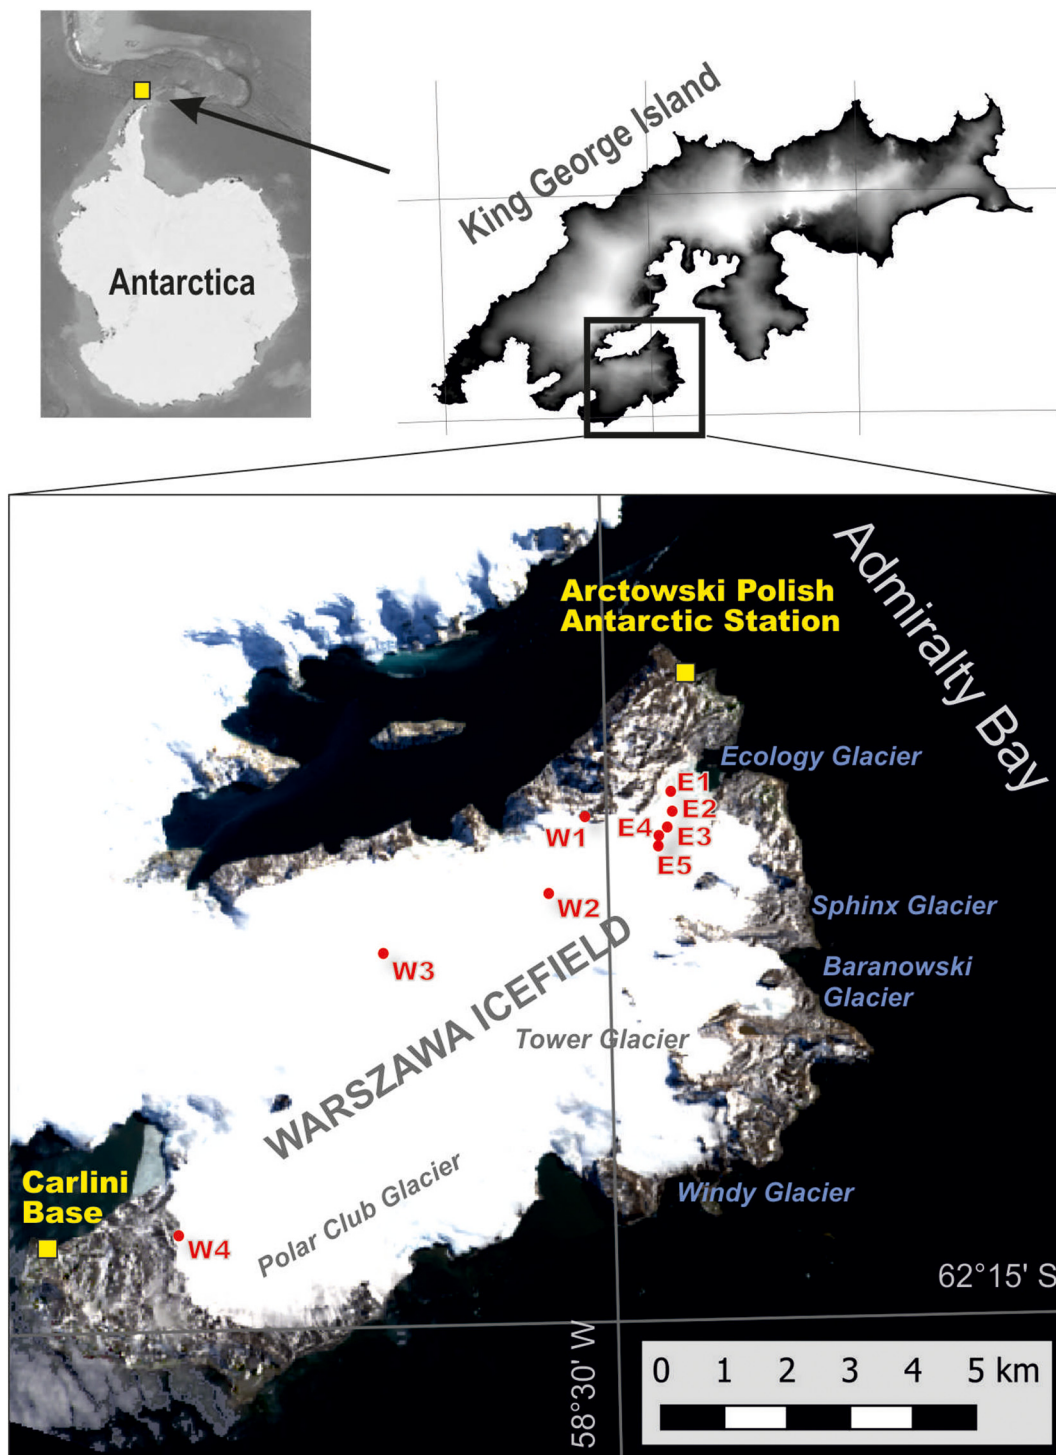 Antarctica
King George Island
Admiralty Bay
Arctowski Polish
Antarctic Station
Ecology Glacier
E1
E2
E4
E3
E5
W1
W2
W3
Sphinx Glacier
Baranowski
Glacier
WARSZAWA ICEFIELD
Tower Glacier
Carlini
Base
Polar Club Glacier
Windy Glacier
W4
62°15' S
58°30' W
0 1 2 3 4 5 km